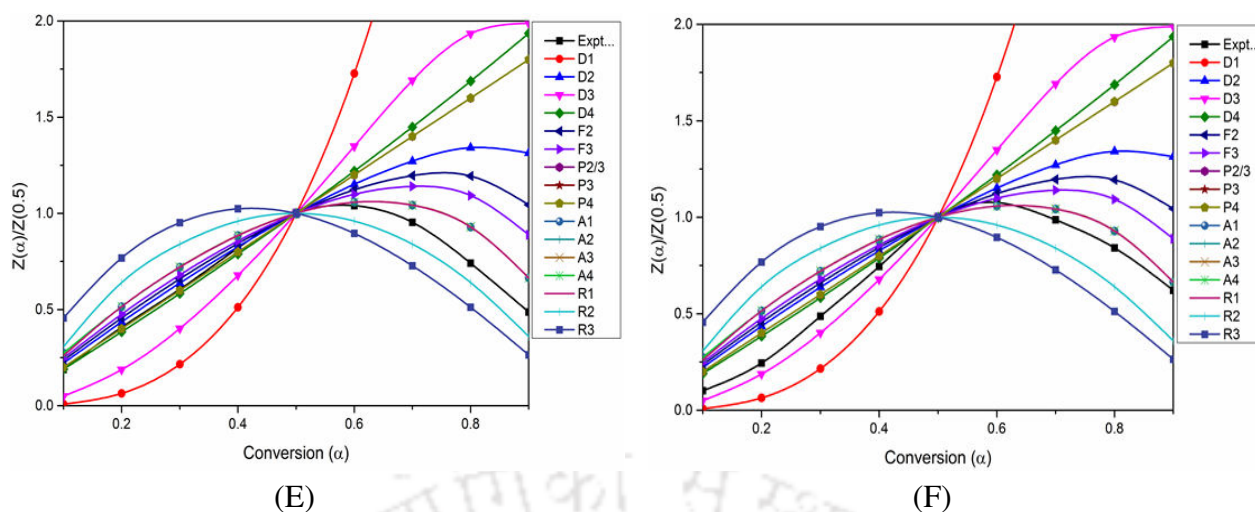 2.0
1.5
1.0
0.5
0.0
Z(α)/Z(0.5)
0.2 0.4 0.6 0.8
Conversion (α)
Expt...
D1
D2
D3
D4
F2
F3
P2/3
P3
P4
A1
A2
A3
A4
R1
R2
R3
(E)
2.0
1.5
1.0
0.5
0.0
Z(α)/Z(0.5)
0.2 0.4 0.6 0.8
Conversion (α)
Expt...
D1
D2
D3
D4
F2
F3
P2/3
P3
P4
A1
A2
A3
A4
R1
R2
R3
(F)